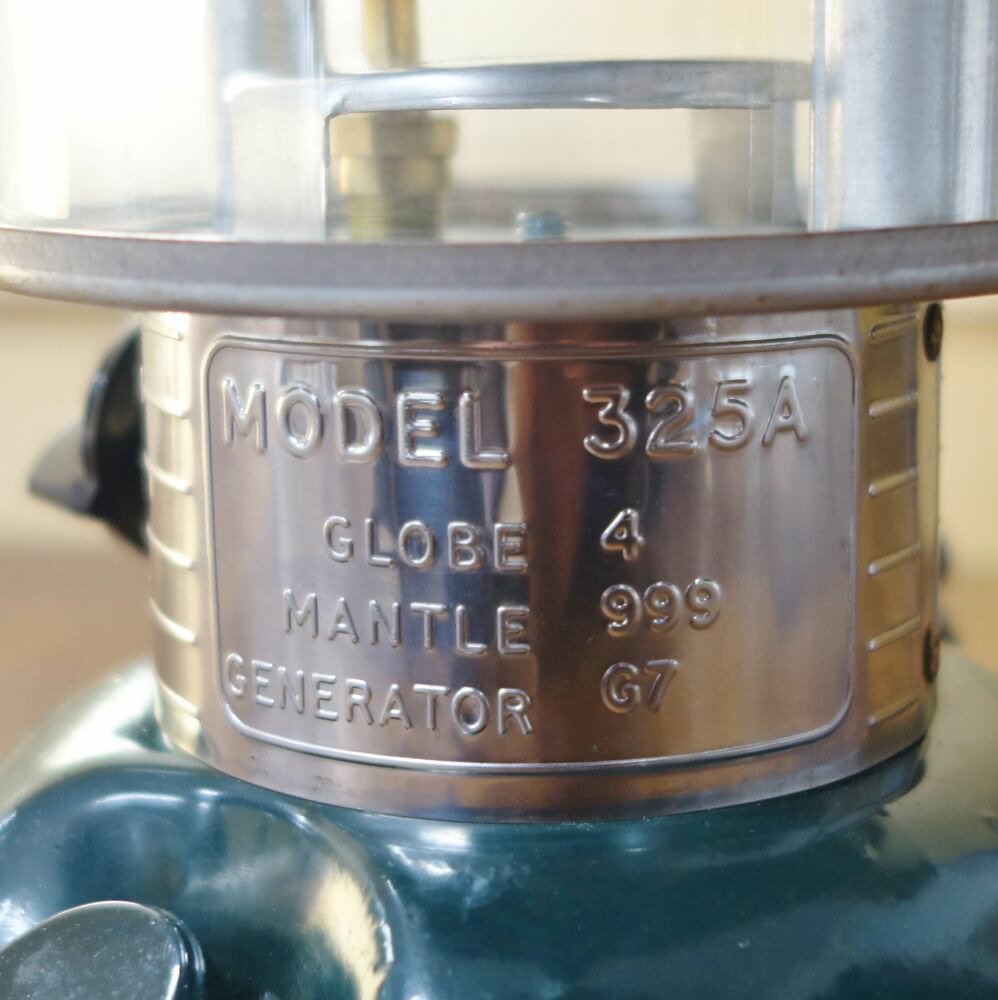 MODEL 325A
GLOBE 4
MANTLE 999
GENERATOR G7